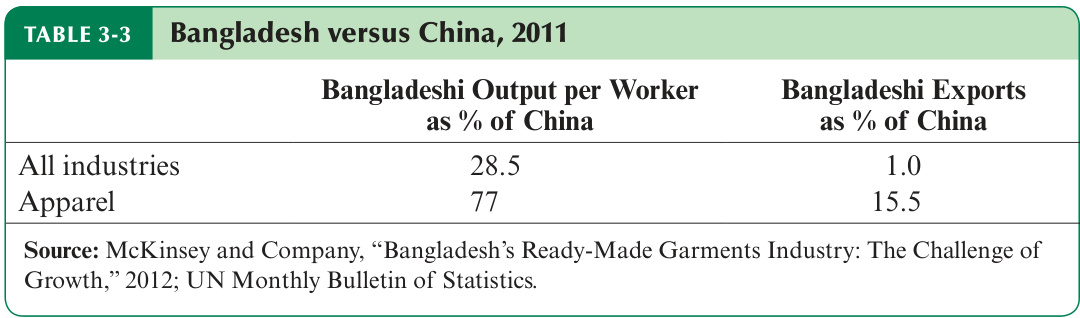 TABLE 3-3 Bangladesh versus China, 2011
Bangladeshi Output per Worker Bangladeshi Exports
as % of China as % of China
All industries 28.5 1.0
Apparel 77 15.5
Source: McKinsey and Company, “Bangladesh’s Ready-Made Garments Industry: The Challenge of
Growth,” 2012; UN Monthly Bulletin of Statistics.